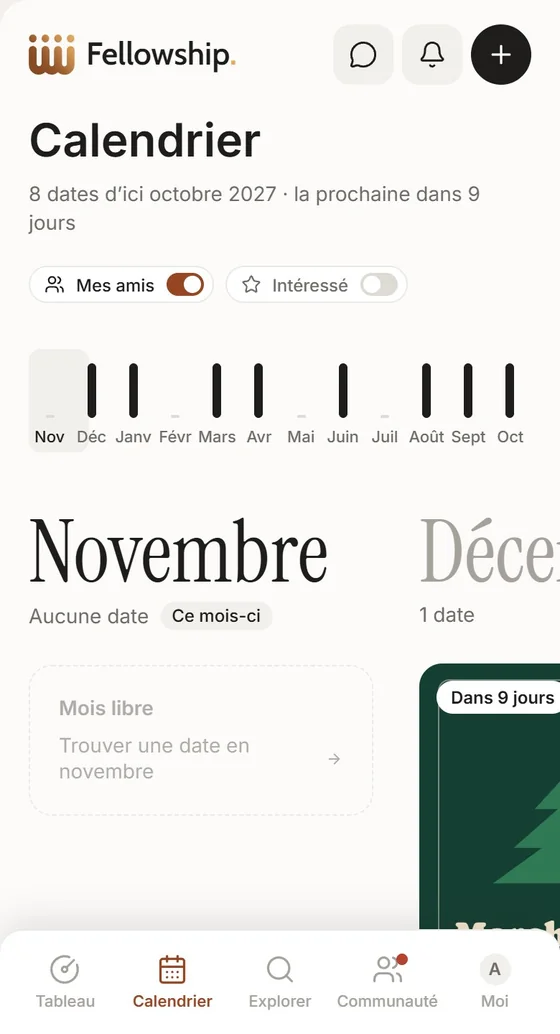 Fellowship.
Calendrier
8 dates d’ici octobre 2027 · la prochaine dans 9
jours
Mes amis
Intéressé
Nov Déc Janv Févr Mars Avr Mai Juin Juil Août Sept Oct
Novembre
Aucune date Ce mois-ci
Mois libre
Trouver une date en
novembre
1 date
Dans 9 jours
Tableau Calendrier Explorer Communauté A Moi